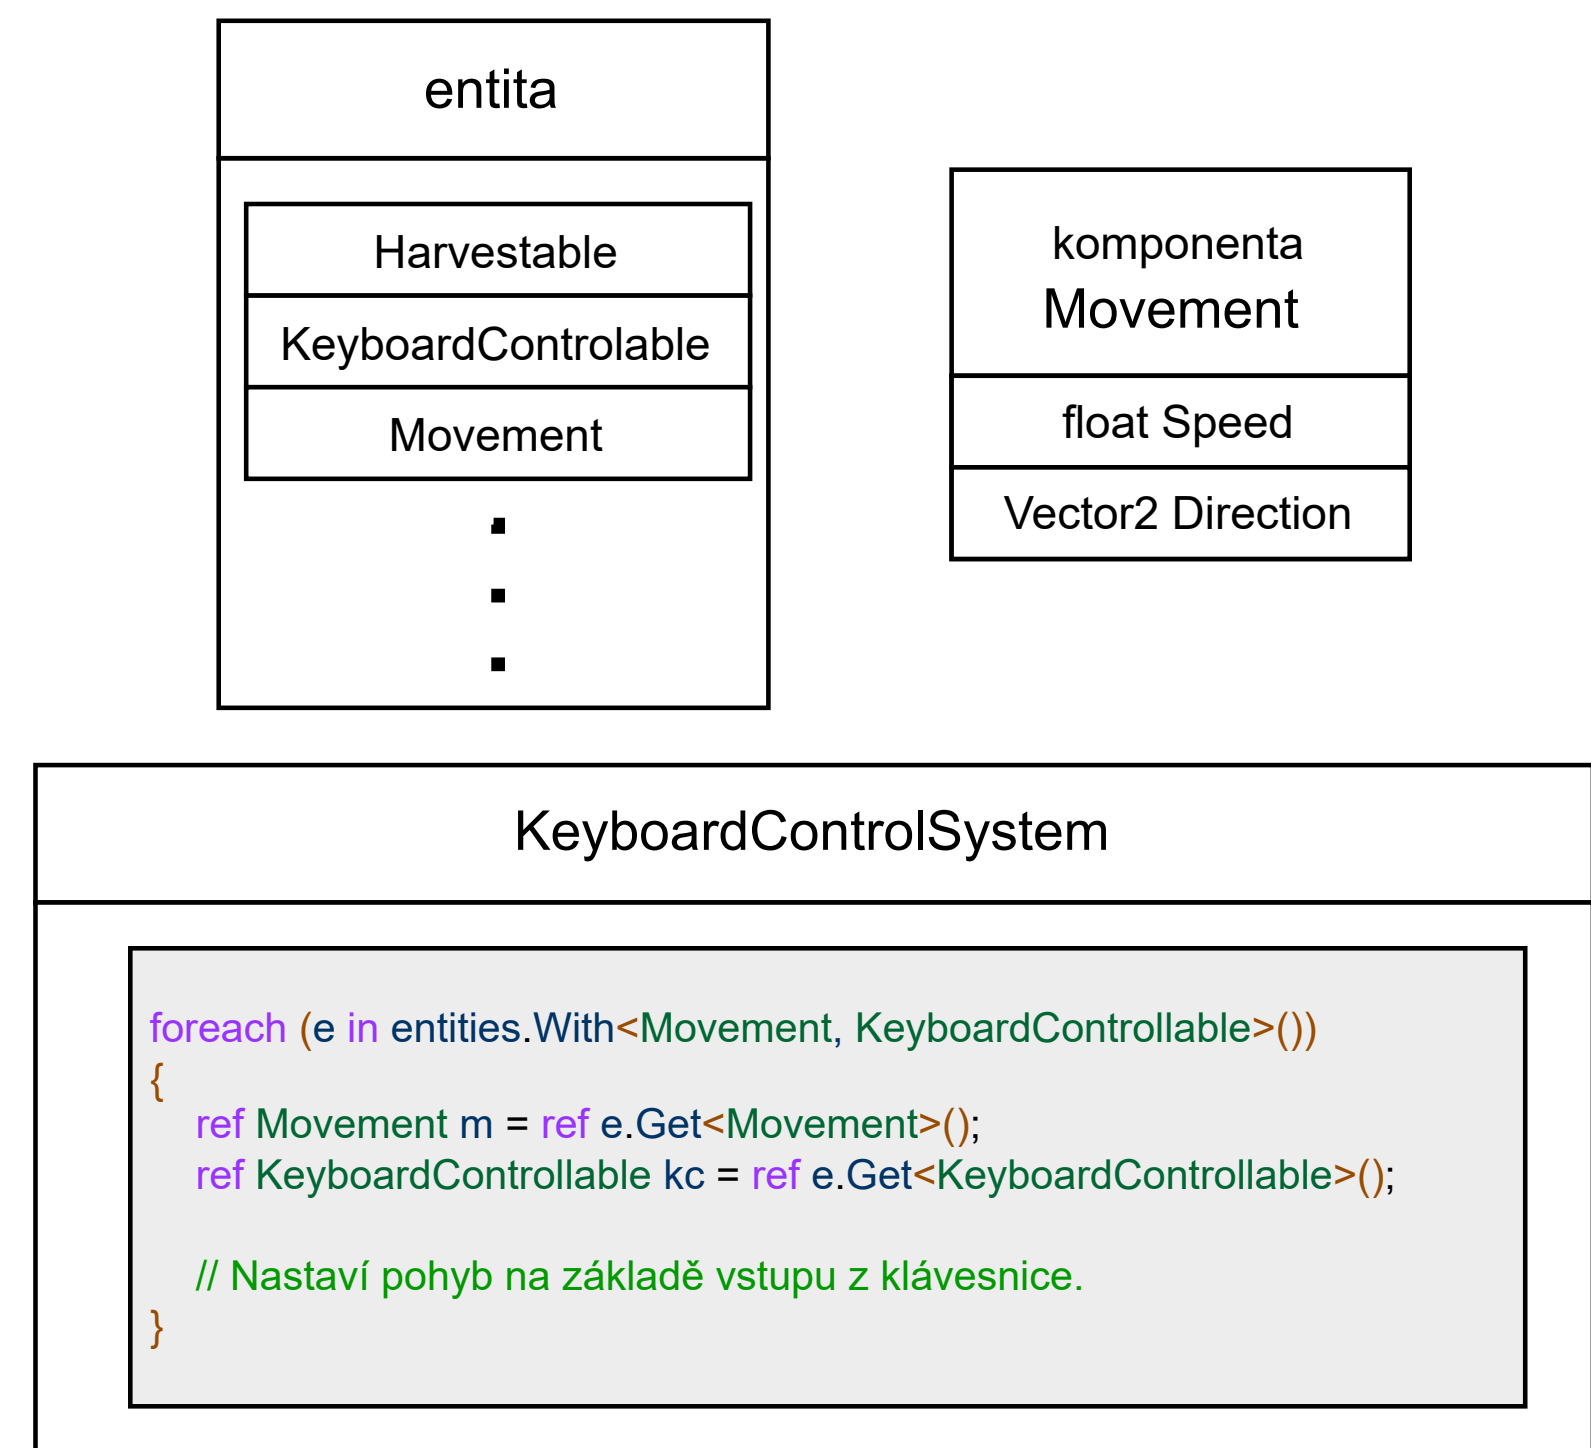 entita
Harvestable
KeyboardControlable
Movement
komponenta
Movement
float Speed
Vector2 Direction
KeyboardControlSystem
foreach (e in entities.With<Movement, KeyboardControllable>())
{
ref Movement m = ref e.Get<Movement>();
ref KeyboardControllable kc = ref e.Get<KeyboardControllable>();
// Nastaví pohyb na základě vstupu z klávesnice.
}